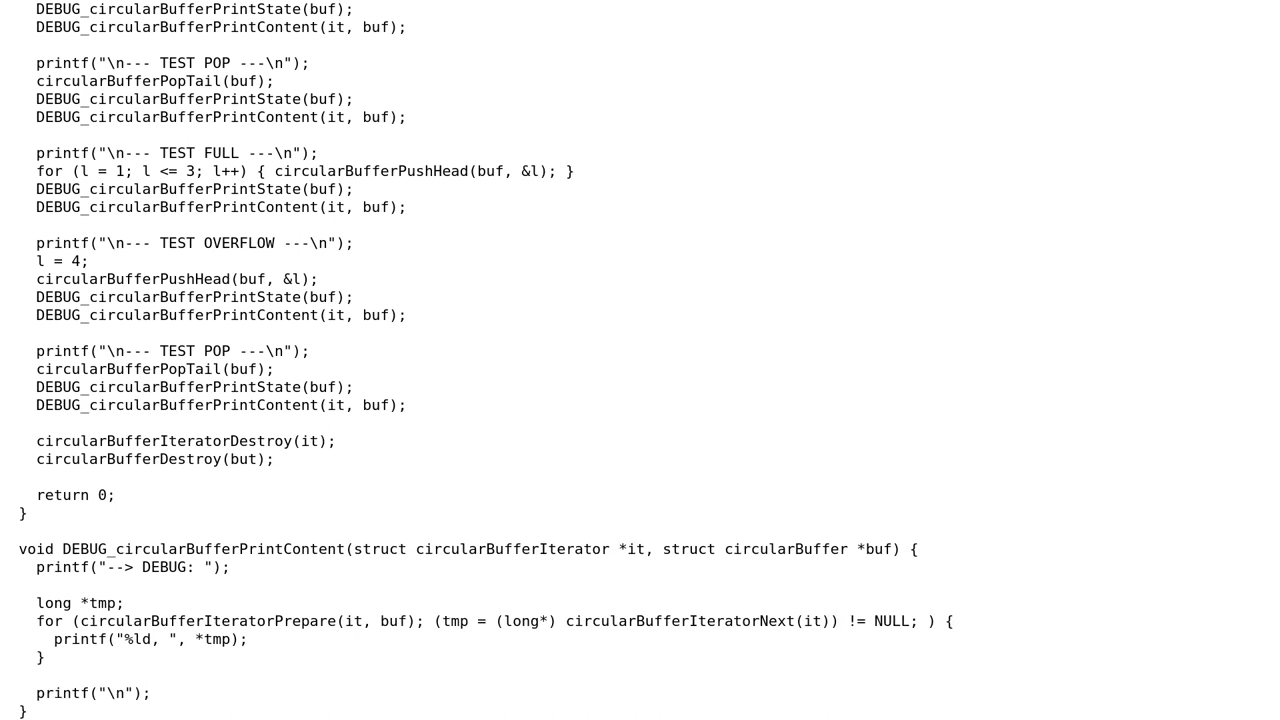 DEBUG_circularBufferPrintState(buf);
DEBUG_circularBufferPrintContent(it, buf);

printf("\n--- TEST POP ---\n");
circularBufferPopTail(buf);
DEBUG_circularBufferPrintState(buf);
DEBUG_circularBufferPrintContent(it, buf);

printf("\n--- TEST FULL ---\n");
for (l = 1; l <= 3; l++) { circularBufferPushHead(buf, &l); }
DEBUG_circularBufferPrintState(buf);
DEBUG_circularBufferPrintContent(it, buf);

printf("\n--- TEST OVERFLOW ---\n");
l = 4;
circularBufferPushHead(buf, &l);
DEBUG_circularBufferPrintState(buf);
DEBUG_circularBufferPrintContent(it, buf);

printf("\n--- TEST POP ---\n");
circularBufferPopTail(buf);
DEBUG_circularBufferPrintState(buf);
DEBUG_circularBufferPrintContent(it, buf);

circularBufferIteratorDestroy(it);
circularBufferDestroy(but);

return 0;
}

void DEBUG_circularBufferPrintContent(struct circularBufferIterator *it, struct circularBuffer *buf) {
printf("--> DEBUG: ");

long *tmp;
for (circularBufferIteratorPrepare(it, buf); (tmp = (long*) circularBufferIteratorNext(it)) != NULL; ) {
printf("%ld, ", *tmp);
}

printf("\n");
}